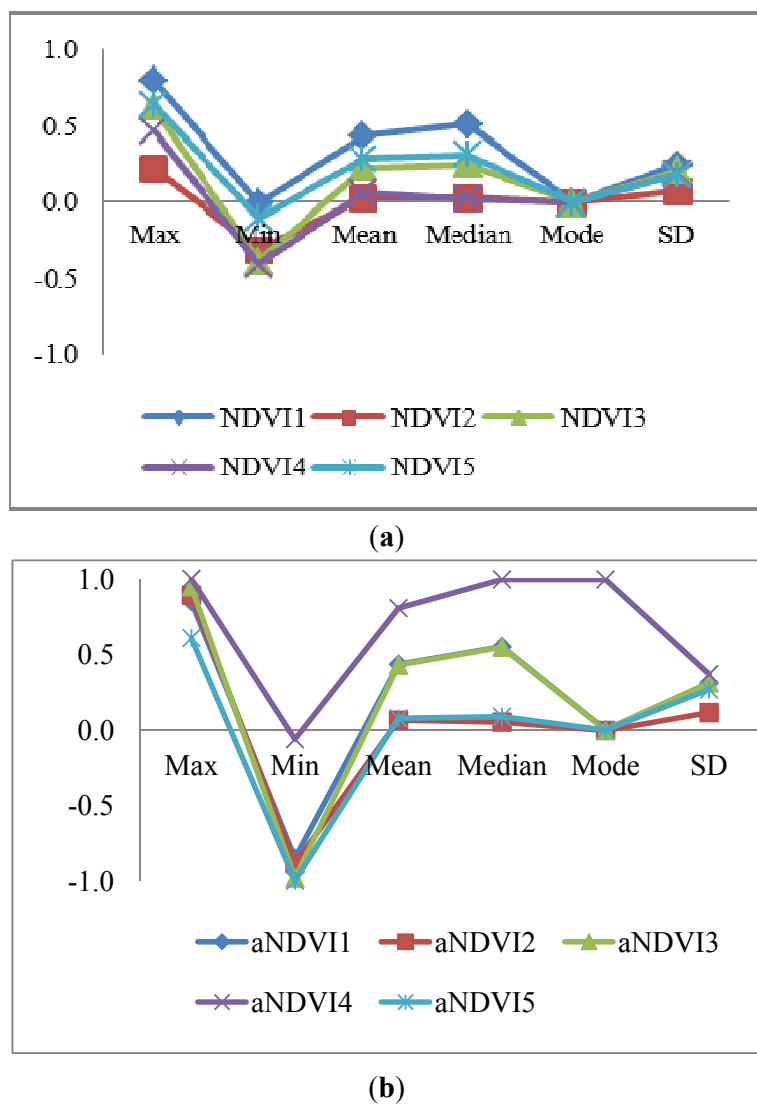 1.0
0.5
0.0
Max Min Mean Median Mode SD
-0.5
-1.0
NDVI1 NDVI2 NDVI3
NDVI4 NDVI5
(a)
1.0
0.5
0.0
Max Min Mean Median Mode SD
-0.5
-1.0
aNDVI1 aNDVI2 aNDVI3
aNDVI4 aNDVI5
(b)